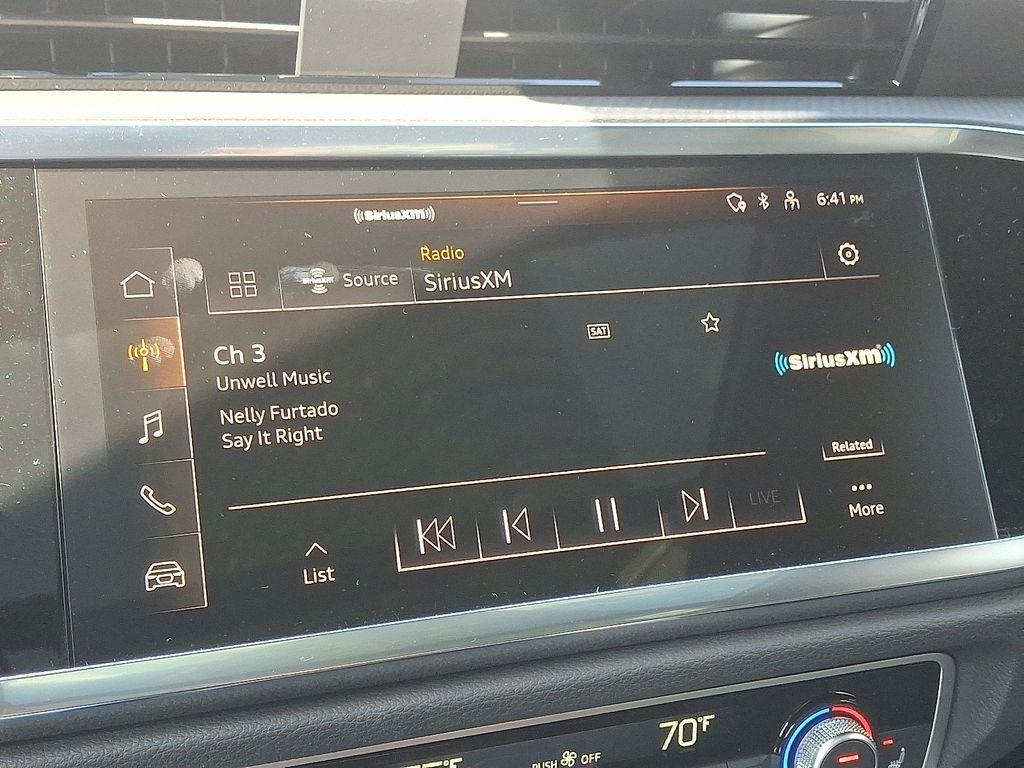 ((SiriusXM))
6:41 PM
Radio
SiriusXM
Source
SiriusXM
Ch 3
SAT
Unwell Music
((SiriusXM))
Nelly Furtado
Say It Right
Related
LIVE
More
List
70°F
PUSH OFF